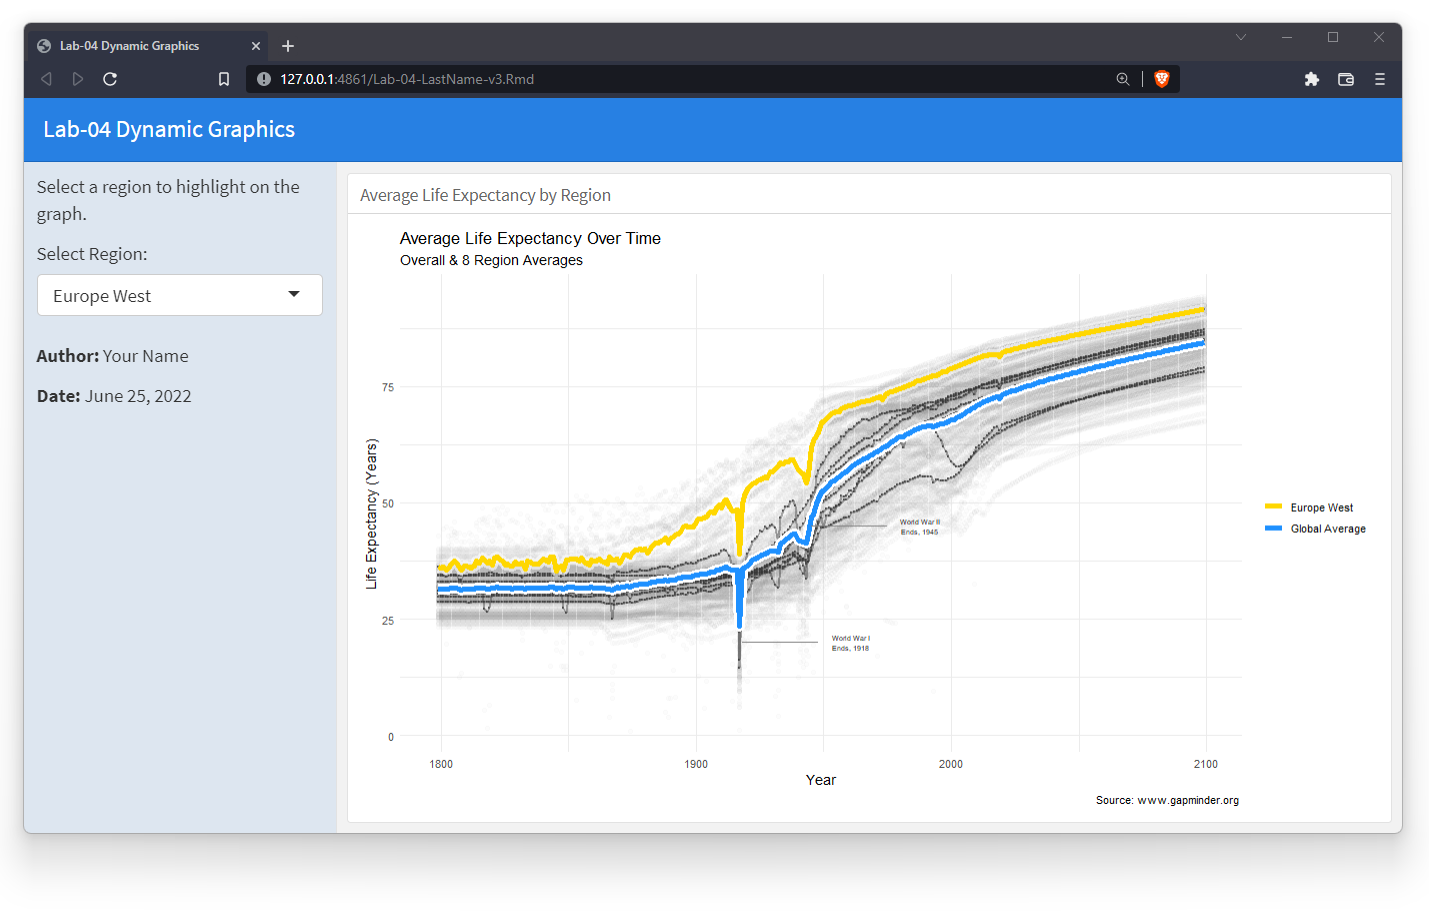 Lab-04 Dynamic Graphics
127.0.0.1:4861/Lab-04-LastName-v3.Rmd
Lab-04 Dynamic Graphics
Select a region to highlight on the
graph.
Select Region:
Europe West
Author: Your Name
Date: June 25, 2022
Average Life Expectancy by Region
Average Life Expectancy Over Time
Overall & 8 Region Averages
Life Expectancy (Years)
75
50
25
0
World War II
Ends, 1945
World War I
Ends, 1918
Europe West
Global Average
1800
1900
2000
2100
Year
Source: www.gapminder.org